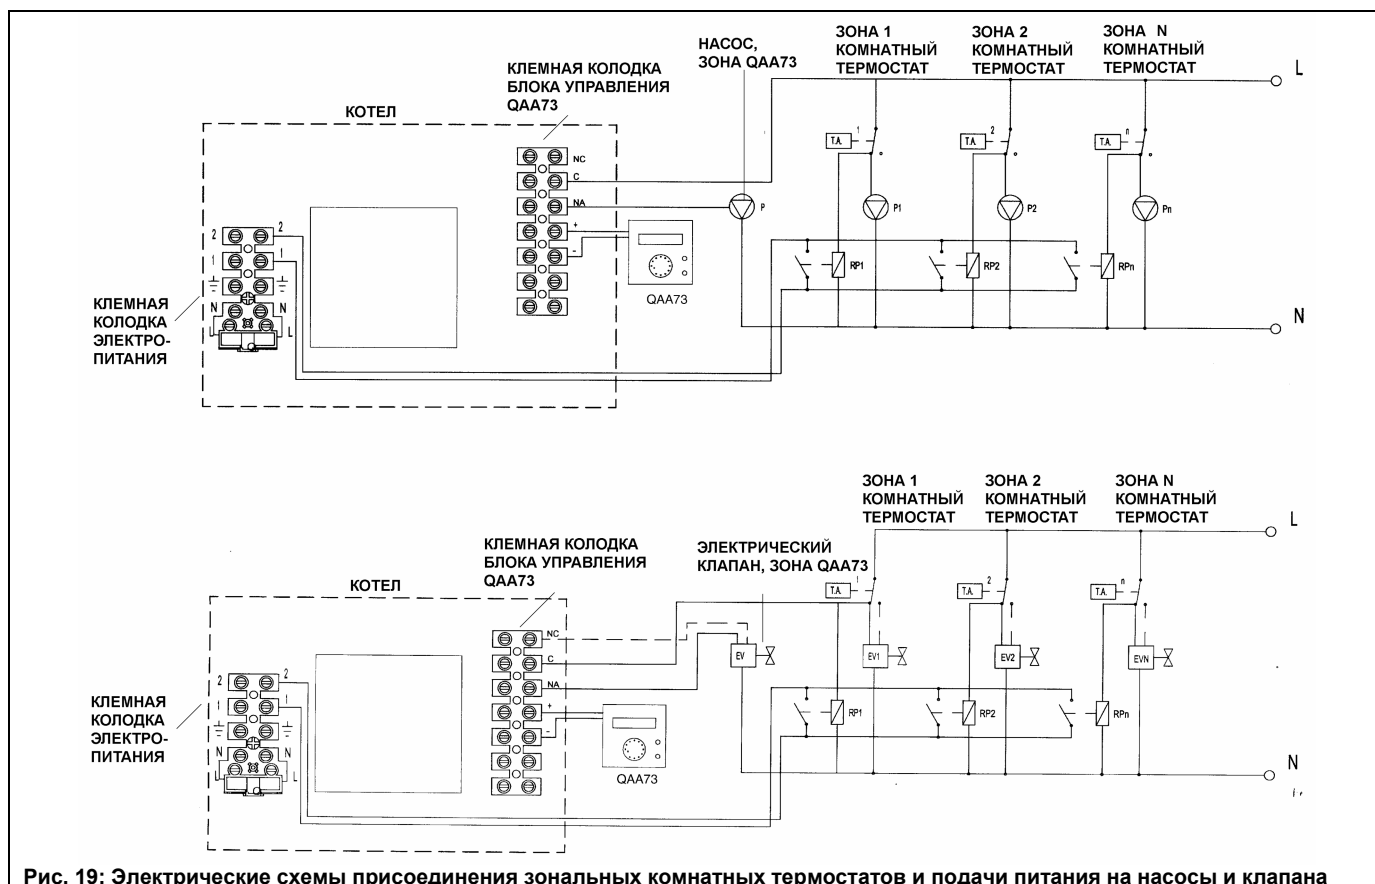 НАСОС,
ЗОНА QAA73
ЗОНА 1
КОМНАТНЫЙ
ТЕРМОСТАТ
ЗОНА 2
КОМНАТНЫЙ
ТЕРМОСТАТ
ЗОНА N
КОМНАТНЫЙ
ТЕРМОСТАТ
L
КЛЕМНАЯ КОЛОДКА
БЛОКА УПРАВЛЕНИЯ
QAA73
КОТЕЛ
T.A.
1
T.A.
2
T.A.
n
NC
C
NA
+
-
P
P1
P2
Pn
2
2
1
1
N
N
L
L
QAA73
RP1
RP2
RPn
N
КЛЕМНАЯ
КОЛОДКА
ЭЛЕКТРО-
ПИТАНИЯ
ЗОНА 1
КОМНАТНЫЙ
ТЕРМОСТАТ
ЗОНА 2
КОМНАТНЫЙ
ТЕРМОСТАТ
ЗОНА N
КОМНАТНЫЙ
ТЕРМОСТАТ
L
КЛЕМНАЯ КОЛОДКА
БЛОКА УПРАВЛЕНИЯ
QAA73
ЭЛЕКТРИЧЕСКИЙ
КЛАПАН, ЗОНА QAA73
КОТЕЛ
T.A.
1
T.A.
2
T.A.
n
NC
C
NA
+
-
EV
EV1
EV2
EVN
2
2
1
1
N
N
L
L
QAA73
RP1
RP2
RPn
N
КЛЕМНАЯ
КОЛОДКА
ЭЛЕКТРО-
ПИТАНИЯ
Рис. 19: Электрические схемы присоединения зональных комнатных термостатов и подачи питания на насосы и клапана